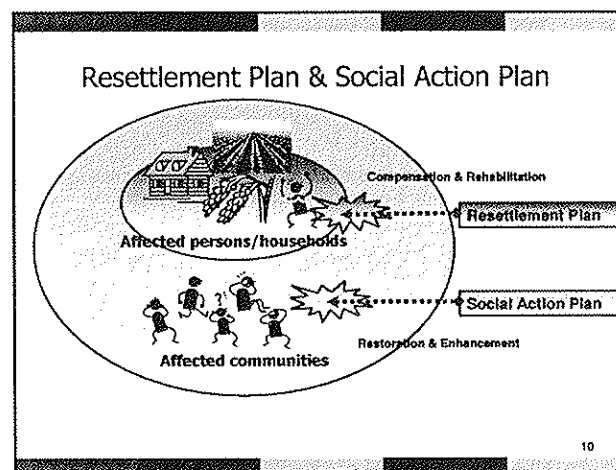 Resettlement Plan & Social Action Plan
Compensation & Rehabilitation
Resettlement Plan
Affected persons/households
??
Social Action Plan
Affected communities
Restoration & Enhancement
10